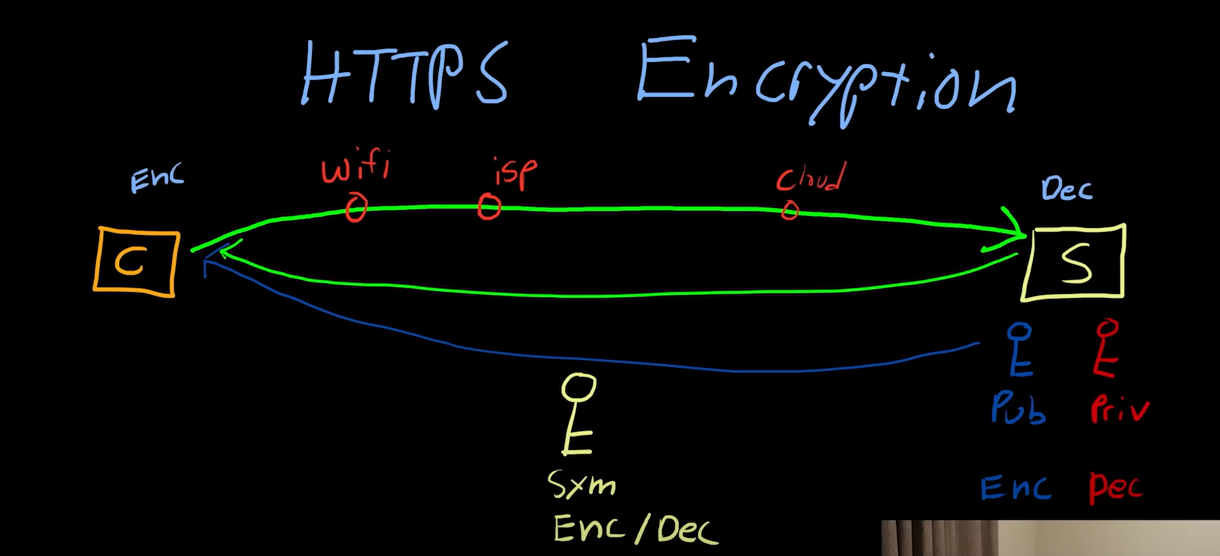 HTTPS Encryption
Enc
Wifi
isp
Cloud
Dec
C
S
Pub
Priv
Sym
Enc
Dec
Enc/Dec